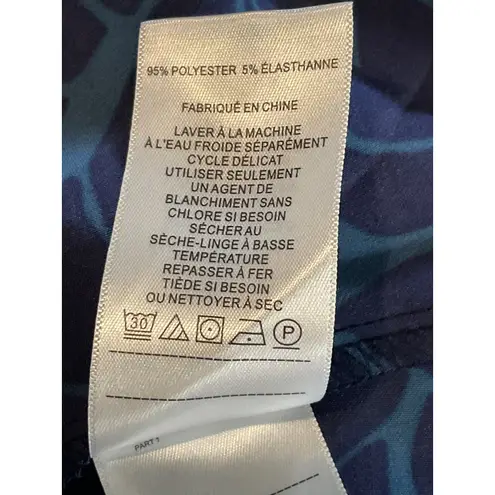 95% POLYESTER 5% ÉLASTHANNE
FABRIQUÉ EN CHINE
LAVER À LA MACHINE
À L'EAU FROIDE SÉPARÉMENT
CYCLE DÉLICAT
UTILISER SEULEMENT
UN AGENT DE
BLANCHIMENT SANS
CHLORE SI BESOIN
SÉCHER AU
SÈCHE-LINGE À BASSE
TEMPÉRATURE
REPASSER À FER
TIÈDE SI BESOIN
OU NETTOYER À SEC
30 P
PART 1